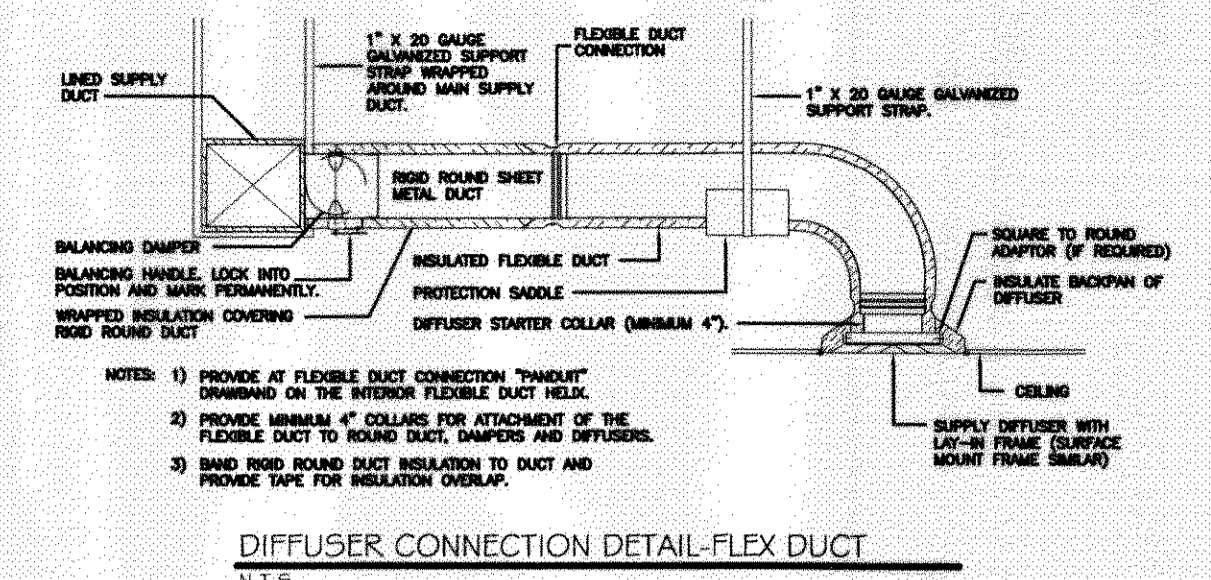 LINED SUPPLY
DUCT
1" X 20 GAUGE
GALVANIZED SUPPORT
STRAP WRAPPED
AROUND MAIN SUPPLY
DUCT.
FLEXIBLE DUCT
CONNECTION
1" X 20 GAUGE GALVANIZED
SUPPORT STRAP.
RIGID ROUND SHEET
METAL DUCT
BALANCING DAMPER
BALANCING HANDLE. LOCK INTO
POSITION AND MARK PERMANENTLY.
WRAPPED INSULATION COVERING
RIGID ROUND DUCT
INSULATED FLEXIBLE DUCT
PROTECTION SADDLE
DIFFUSER STARTER COLLAR (MINIMUM 4").
SQUARE TO ROUND
ADAPTOR (IF REQUIRED)
INSULATE BACKPAN OF
DIFFUSER
CEILING
SUPPLY DIFFUSER WITH
LAY-IN FRAME (SURFACE
MOUNT FRAME SIMILAR)
NOTES: 1) PROVIDE AT FLEXIBLE DUCT CONNECTION "PANDUIT"
DRAWBAND ON THE INTERIOR FLEXIBLE DUCT HELIX.
2) PROVIDE MINIMUM 4" COLLARS FOR ATTACHMENT OF THE
FLEXIBLE DUCT TO ROUND DUCT, DAMPERS AND DIFFUSERS.
3) BAND RIGID ROUND DUCT INSULATION TO DUCT AND
PROVIDE TAPE FOR INSULATION OVERLAP.
DIFFUSER CONNECTION DETAIL-FLEX DUCT
N.T.S.